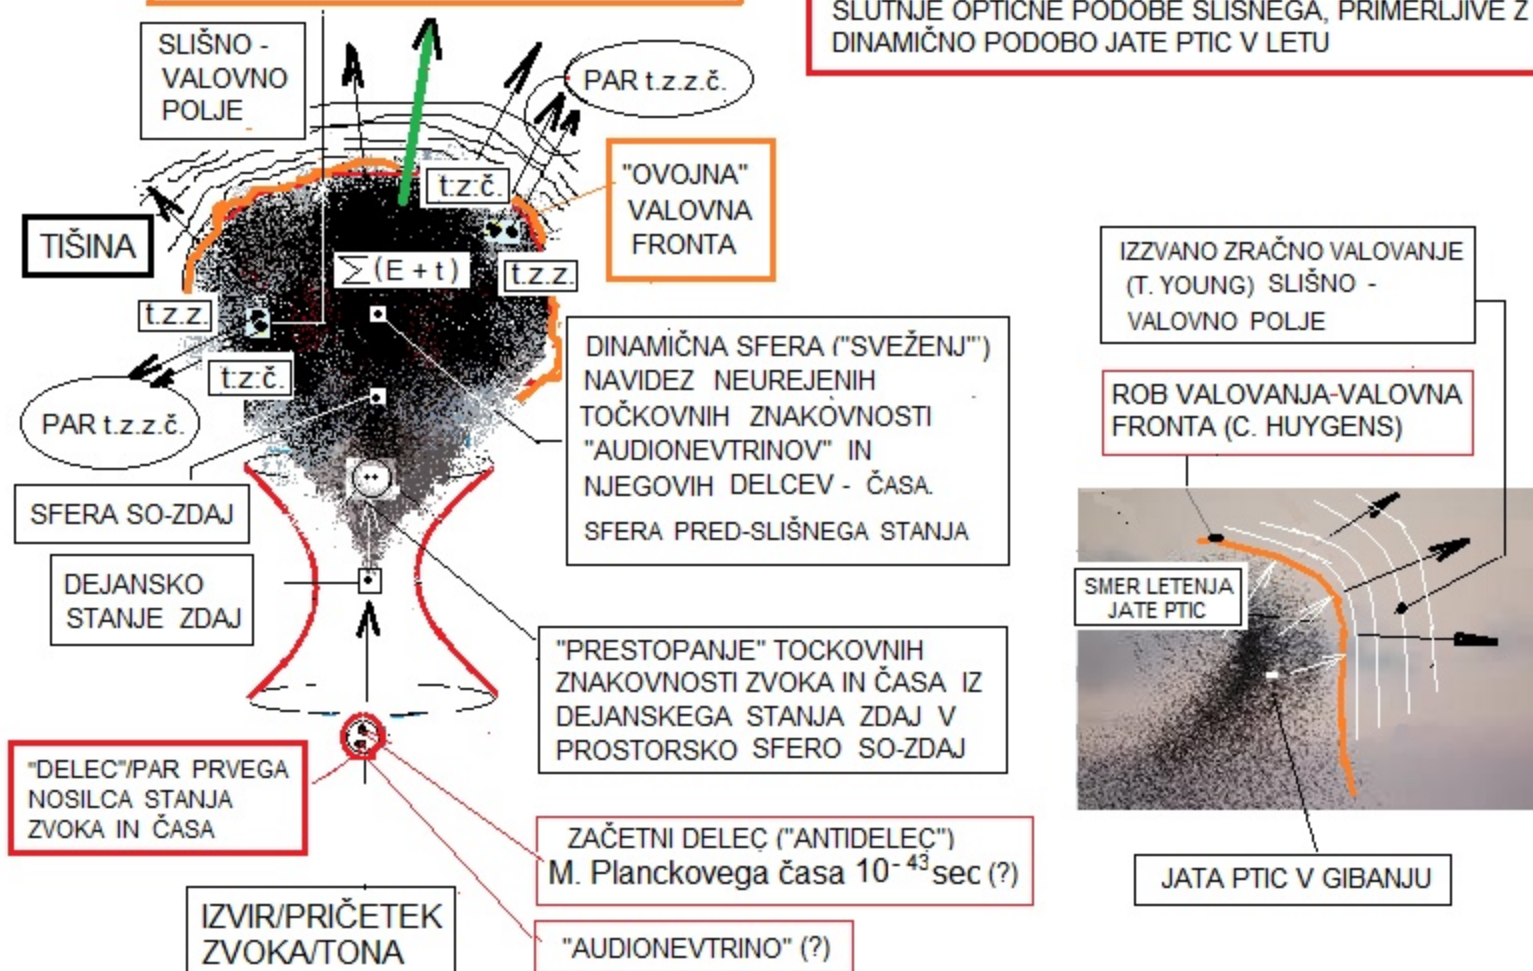 SLUTNJE OPTIČNE PODOBE SLIŠNEGA, PRIMERLJIVE Z
DINAMIČNO PODOBO JATE PTIC V LETU
SLIŠNO -
VALOVNO
POLJE
PAR t.z.z.č.
t:z:č.
"OVOJNA"
VALOVNA
FRONTA
TIŠINA
∑(E + t)
t.z.z.
t.z.z.
t:z:č.
PAR t.z.z.č.
DINAMIČNA SFERA ("SVEŽENJ"')
NAVIDEZ NEUREJENIH
TOČKOVNIH ZNAKOVNOSTI
"AUDIONEVTRINOV" IN
NJEGOVIH DELCEV - ČASA.
SFERA PRED-SLIŠNEGA STANJA
SFERA SO-ZDAJ
DEJANSKO
STANJE ZDAJ
"PRESTOPANJE" TOCKOVNIH
ZNAKOVNOSTI ZVOKA IN ČASA IZ
DEJANSKEGA STANJA ZDAJ V
PROSTORSKO SFERO SO-ZDAJ
"DELEC"/PAR PRVEGA
NOSILCA STANJA
ZVOKA IN ČASA
ZAČETNI DELEC ("ANTIDELEC")
M. Planckovega časa 10-43 sec (?)
IZVIR/PRIČETEK
ZVOKA/TONA
"AUDIONEVTRINO" (?)
IZZVANO ZRAČNO VALOVANJE
(T. YOUNG) SLIŠNO -
VALOVNO POLJE
ROB VALOVANJA-VALOVNA
FRONTA (C. HUYGENS)
SMER LETENJA
JATE PTIC
JATA PTIC V GIBANJU